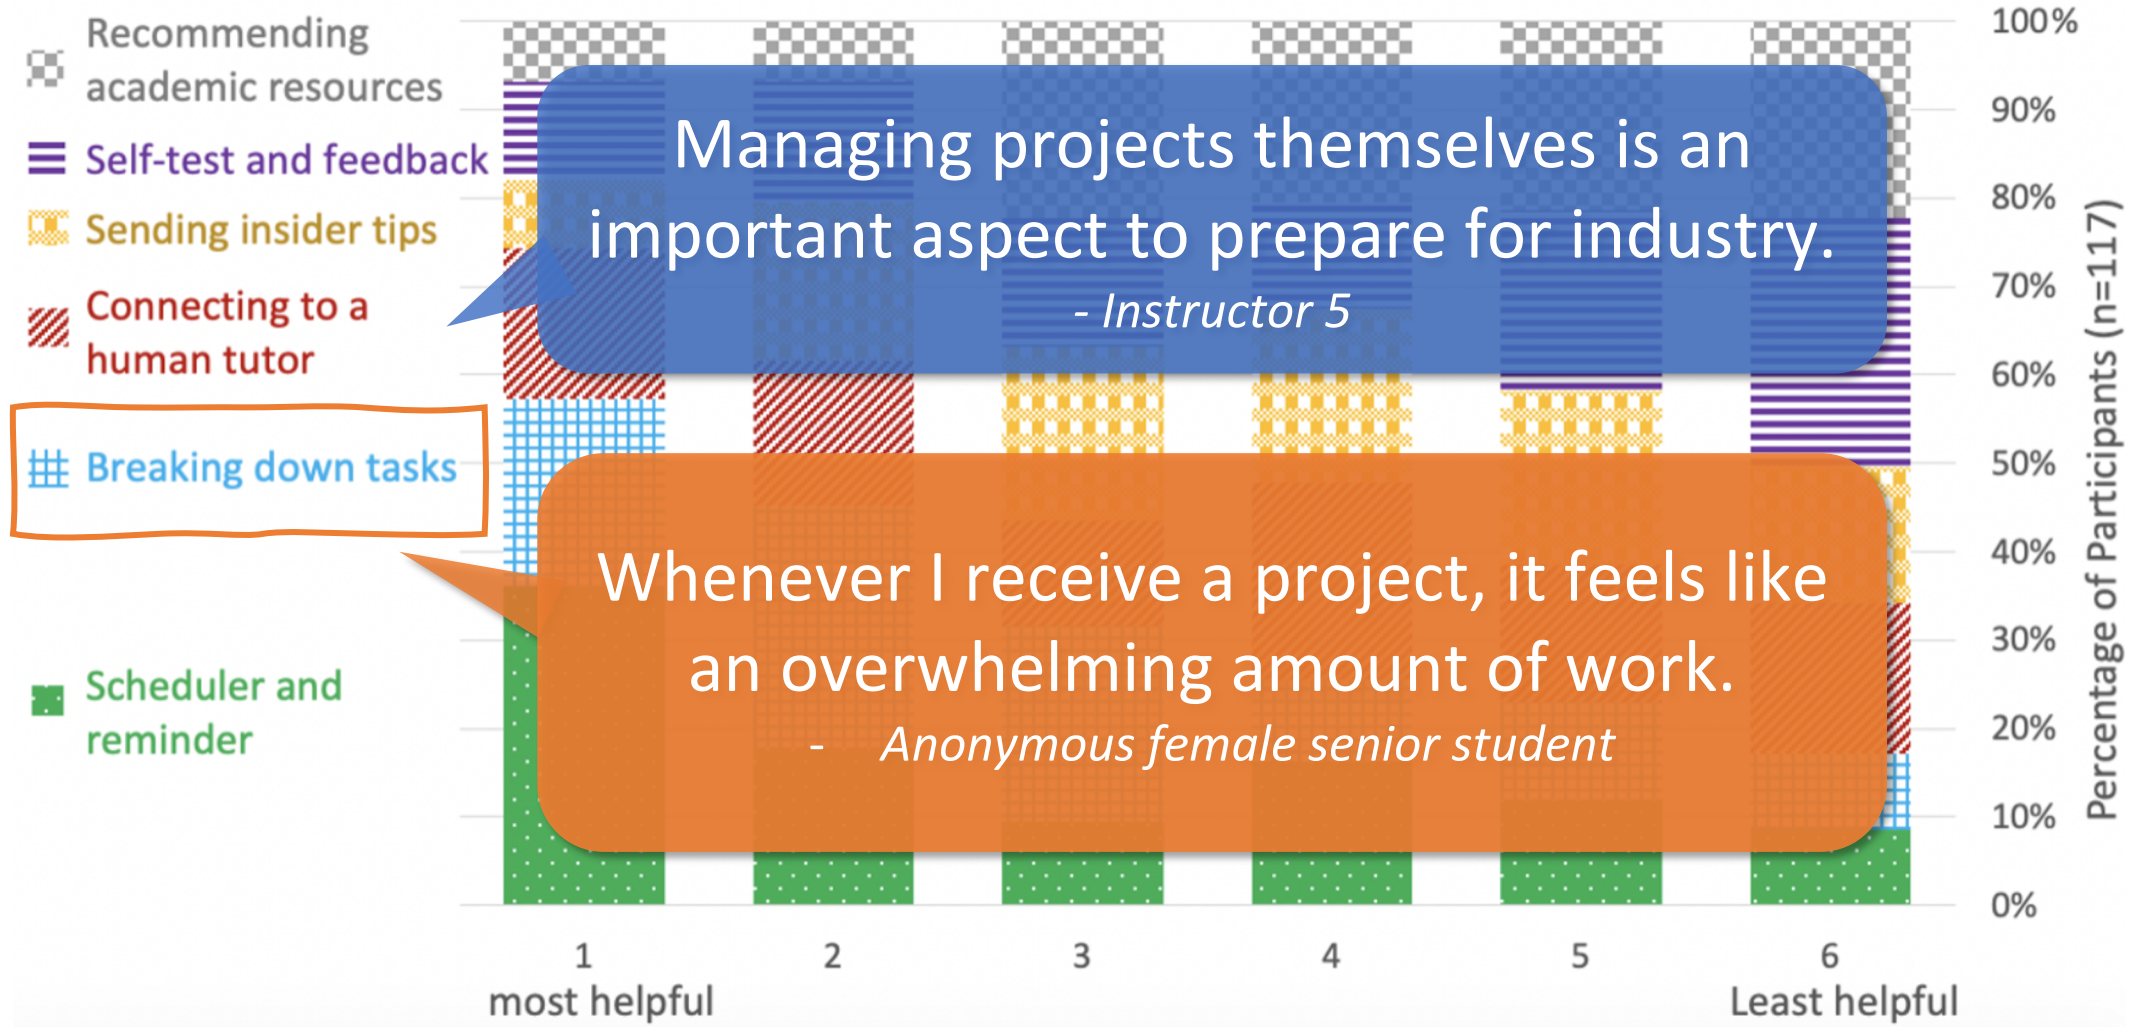 Recommending
academic resources
Self-test and feedback
Sending insider tips
Connecting to a
human tutor
Breaking down tasks
Scheduler and
reminder
Managing projects themselves is an
important aspect to prepare for industry.
- Instructor 5
Whenever I receive a project, it feels like
an overwhelming amount of work.
- Anonymous female senior student
100%
90%
80%
70%
60%
50%
40%
30%
20%
10%
0%
Percentage of Participants (n=117)
1
2
3
4
5
6
most helpful
Least helpful